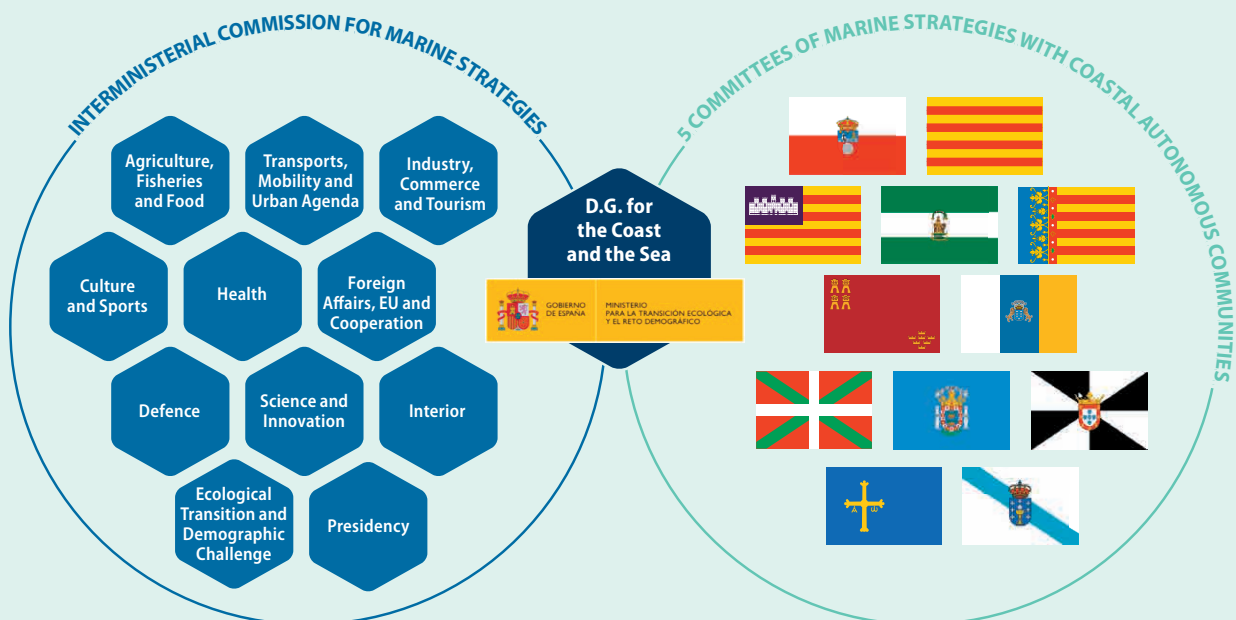 INTERMINISTERIAL COMMISSION FOR MARINE STRATEGIES
5 COMMITTEES OF MARINE STRATEGIES WITH COASTAL AUTONOMOUS COMMUNITIES
Agriculture,
Fisheries
and Food
Transports,
Mobility and
Urban Agenda
Industry,
Commerce
and Tourism
Culture
and Sports
Health
Foreign
Affairs, EU and
Cooperation
Defence
Science and
Innovation
Interior
Ecological
Transition and
Demographic
Challenge
Presidency
D.G. for
the Coast
and the Sea
GOBIERNO
DE ESPAÑA
MINISTERIO
PARA LA TRANSICIÓN ECOLÓGICA
Y EL RETO DEMOGRÁFICO